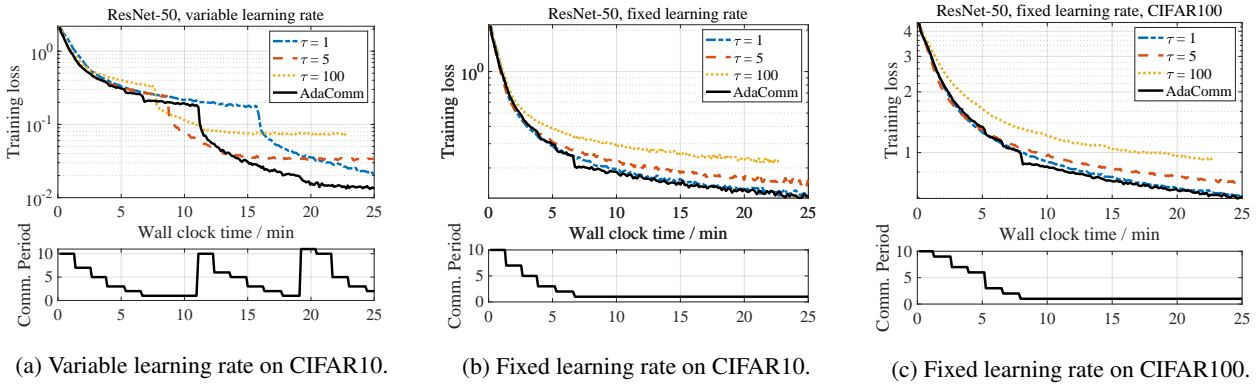 ResNet-50, variable learning rate
Training loss
10^0
10^-1
10^-2
τ = 1
τ = 5
τ = 100
AdaComm
0 5 10 15 20 25
Wall clock time / min
Comm. Period
10
5
0
0 5 10 15 20 25
(a) Variable learning rate on CIFAR10.
ResNet-50, fixed learning rate
Training loss
10^0
τ = 1
τ = 5
τ = 100
AdaComm
0 5 10 15 20 25
Wall clock time / min
Comm. Period
10
5
0
0 5 10 15 20 25
(b) Fixed learning rate on CIFAR10.
ResNet-50, fixed learning rate, CIFAR100
Training loss
4
2
1
τ = 1
τ = 5
τ = 100
AdaComm
0 5 10 15 20 25
Wall clock time / min
Comm. Period
10
5
0
0 5 10 15 20 25
(c) Fixed learning rate on CIFAR100.